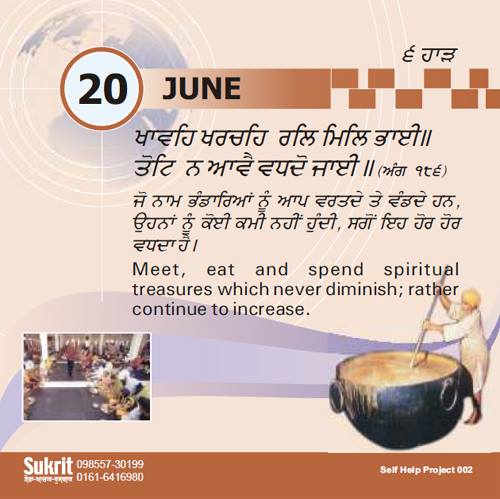 ੬ ਹਾੜ
20 JUNE
ਖਾਵਹਿ ਖਰਚਹਿ ਰਲਿ ਮਿਲਿ ਭਾਈ॥
ਤੋਟਿ ਨ ਆਵੈ ਵਧਦੋ ਜਾਈ॥ (ਅੰਗ ੧੮੬)
ਜੋ ਨਾਮ ਭੰਡਾਰਿਆਂ ਨੂੰ ਆਪ ਵਰਤਦੇ ਤੇ ਵੰਡਦੇ ਹਨ,
ਉਹਨਾਂ ਨੂੰ ਕੋਈ ਕਮੀ ਨਹੀਂ ਹੁੰਦੀ, ਸਗੋਂ ਇਹ ਹੋਰ ਹੋਰ
ਵਧਦਾ ਹੈ।
Meet, eat and spend spiritual
treasures which never diminish; rather
continue to increase.
Sukrit 098557-30199
0161-6416980
Self Help Project 002